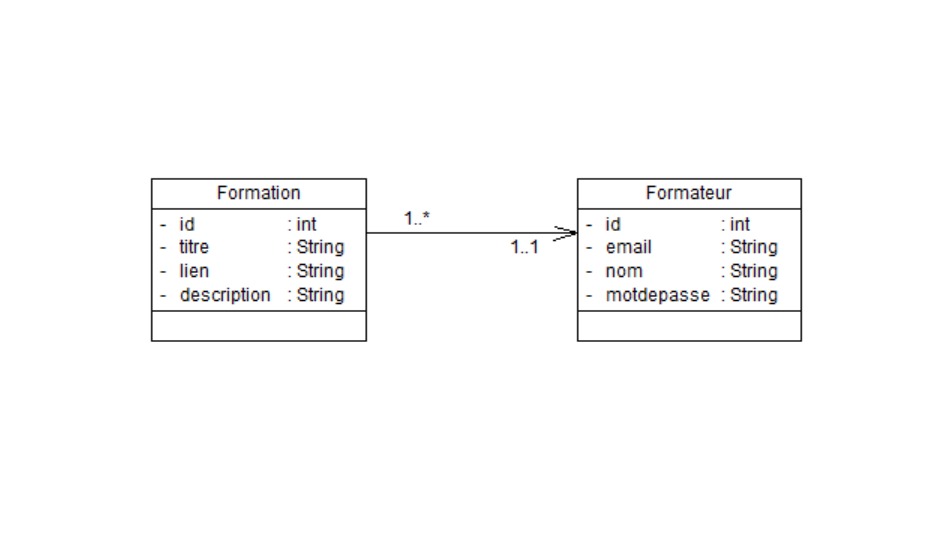 Formation
- id : int
- titre : String
- lien : String
- description : String
1..*
1..1
Formateur
- id : int
- email : String
- nom : String
- motdepasse : String